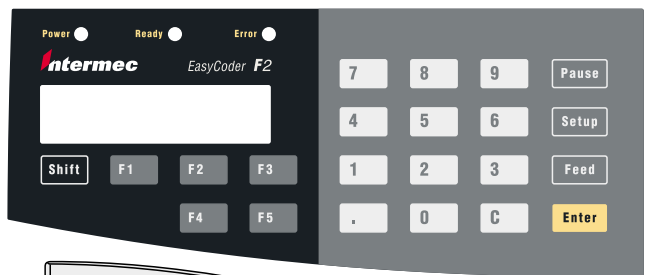 Power Ready Error
Intermec EasyCoder F2
7 8 9 Pause
4 5 6 Setup
Shift F1 F2 F3 1 2 3 Feed
F4 F5 . 0 C Enter